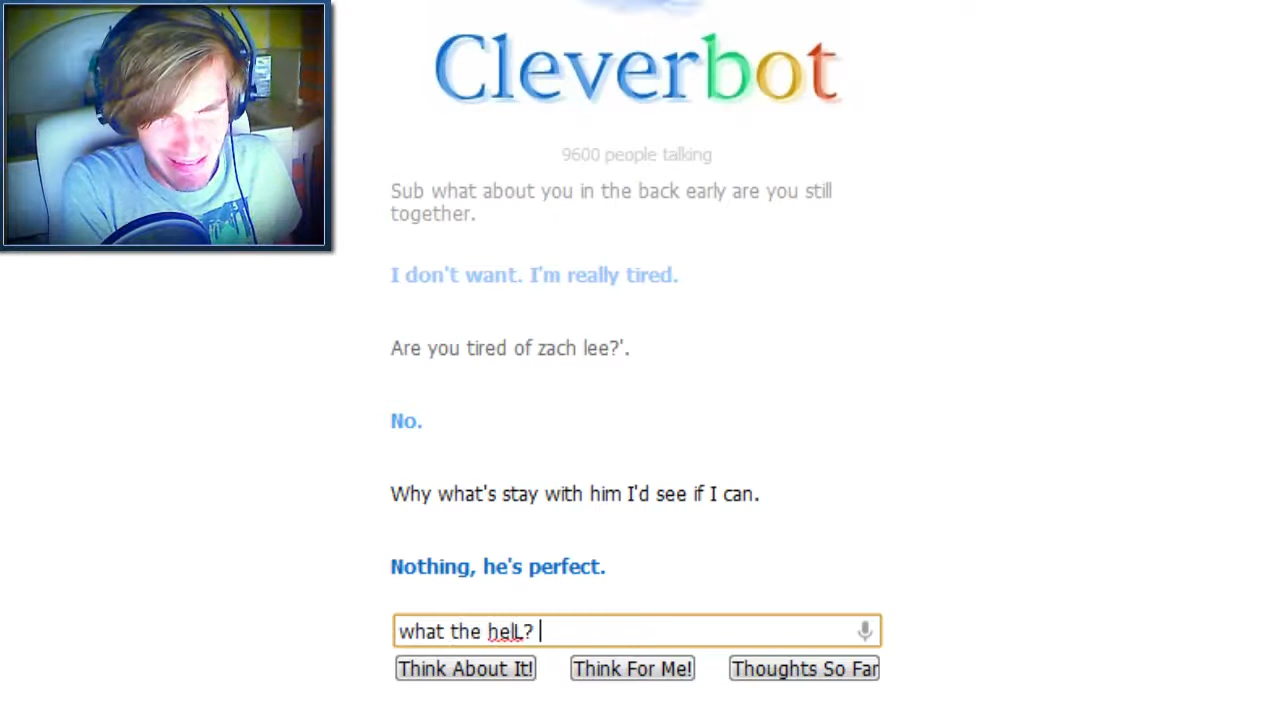 Cleverbot
9600 people talking
Sub what about you in the back early are you still
together.
I don't want. I'm really tired.
Are you tired of zach lee?'.
No.
Why what's stay with him I'd see if I can.
Nothing, he's perfect.
what the helL?
Think About It!
Think For Me!
Thoughts So Far